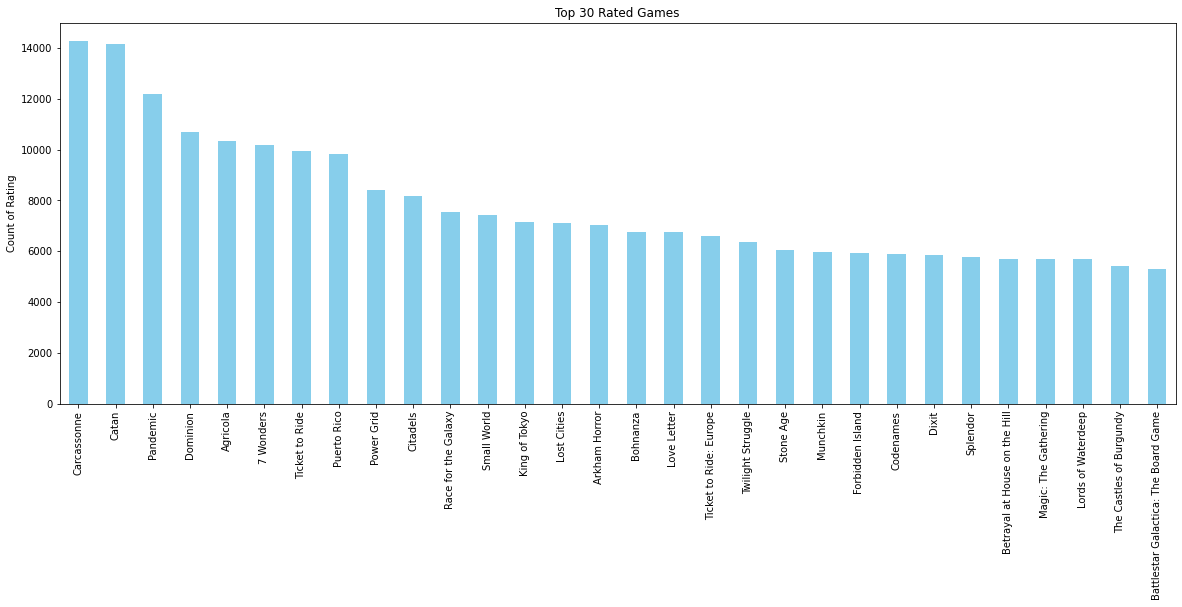 Top 30 Rated Games
Count of Rating
14000
12000
10000
8000
6000
4000
2000
0
Carcassonne
Catan
Pandemic
Dominion
Agricola
7 Wonders
Ticket to Ride
Puerto Rico
Power Grid
Citadels
Race for the Galaxy
Small World
King of Tokyo
Lost Cities
Arkham Horror
Bohnanza
Love Letter
Ticket to Ride: Europe
Twilight Struggle
Stone Age
Munchkin
Forbidden Island
Codenames
Dixit
Splendor
Betrayal at House on the Hill
Magic: The Gathering
Lords of Waterdeep
The Castles of Burgundy
Battlestar Galactica: The Board Game